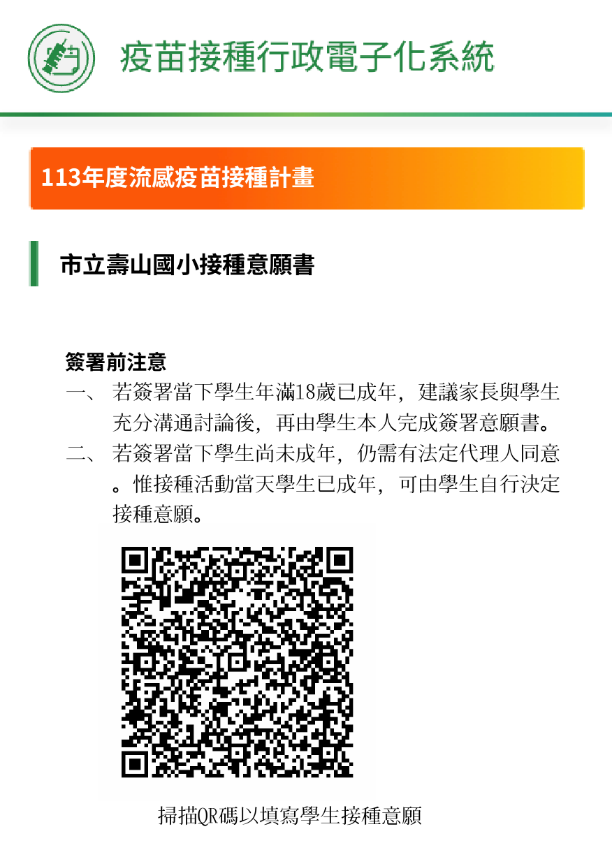 疫苗接種行政電子化系統
113年度流感疫苗接種計畫
市立壽山國小接種意願書
簽署前注意
一、 若簽署當下學生年滿18歲已成年，建議家長與學生
充分溝通討論後，再由學生本人完成簽署意願書。
二、 若簽署當下學生尚未成年，仍需有法定代理人同意
。惟接種活動當天學生已成年，可由學生自行決定
接種意願。
掃描QR碼以填寫學生接種意願